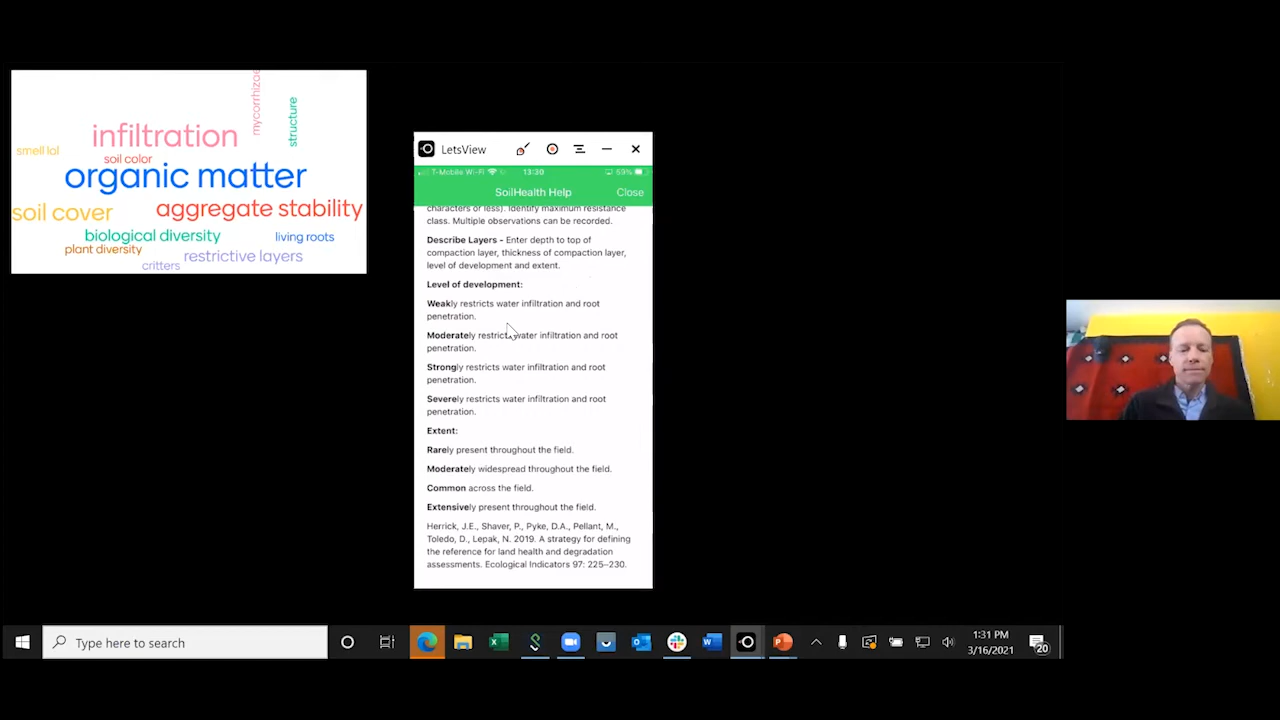 mycorrhizae
structure
infiltration
smell lol
soil color
organic matter
soil cover
aggregate stability
biological diversity
living roots
plant diversity
restrictive layers
critters
LetsView
T-Mobile Wi-Fi
13:30
69%
SoilHealth Help
Close
characters or less). Identify maximum resistance
class. Multiple observations can be recorded.
Describe Layers - Enter depth to top of
compaction layer, thickness of compaction layer,
level of development and extent.
Level of development:
Weakly restricts water infiltration and root
penetration.
Moderately restricts water infiltration and root
penetration.
Strongly restricts water infiltration and root
penetration.
Severely restricts water infiltration and root
penetration.
Extent:
Rarely present throughout the field.
Moderately widespread throughout the field.
Common across the field.
Extensively present throughout the field.
Herrick, J.E., Shaver, P., Pyke, D.A., Pellant, M.,
Toledo, D., Lepak, N. 2019. A strategy for defining
the reference for land health and degradation
assessments. Ecological Indicators 97: 225–230.
Type here to search
1:31 PM
3/16/2021
20